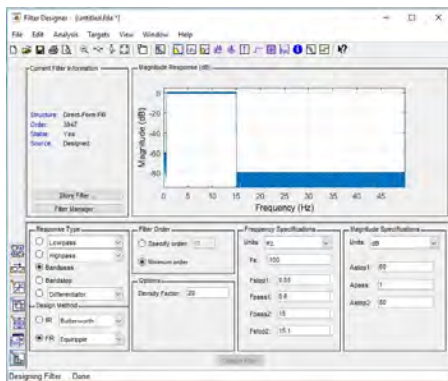 Filter Designer - [untitled.fda *]
File Edit Analysis Targets View Window Help
Current Filter Information
Structure: Direct-Form FIR
Order: 3947
Stable: Yes
Source: Designed
Store Filter ...
Filter Manager ...
Magnitude Response (dB)
Magnitude (dB)
0
-20
-40
-60
-80
0 5 10 15 20 25 30 35 40 45
Frequency (Hz)
Response Type
Lowpass
Highpass
Bandpass
Bandstop
Differentiator
Design Method
IIR Butterworth
FIR Equiripple
Filter Order
Specify order: 10
Minimum order
Options
Density Factor: 20
Frequency Specifications
Units: Hz
Fs: 100
Fstop1:
Fpass1:
Fpass2: 15
Fstop2: 15.1
Magnitude Specifications
Units: dB
Astop1: 60
Apass: 1
Astop2: 80
Design Filter
Designing Filter ... Done